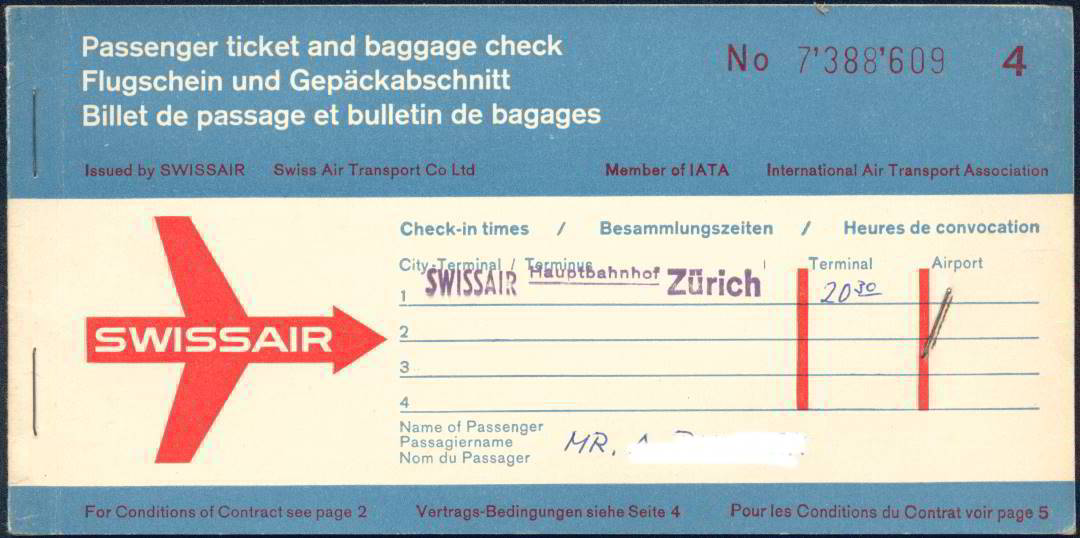 Passenger ticket and baggage check
Flugschein und Gepäckabschnitt
Billet de passage et bulletin de bagages
No 7'388'609 4
Issued by SWISSAIR Swiss Air Transport Co Ltd Member of IATA International Air Transport Association
SWISSAIR
Check-in times / Besammlungszeiten / Heures de convocation
City-Terminal / Terminus Terminal Airport
1 SWISSAIR Hauptbahnhof Zürich 20 30
2
3
4
Name of Passenger
Passagiername
Nom du Passager
MR.
For Conditions of Contract see page 2 Vertrags-Bedingungen siehe Seite 4 Pour les Conditions du Contrat voir page 5